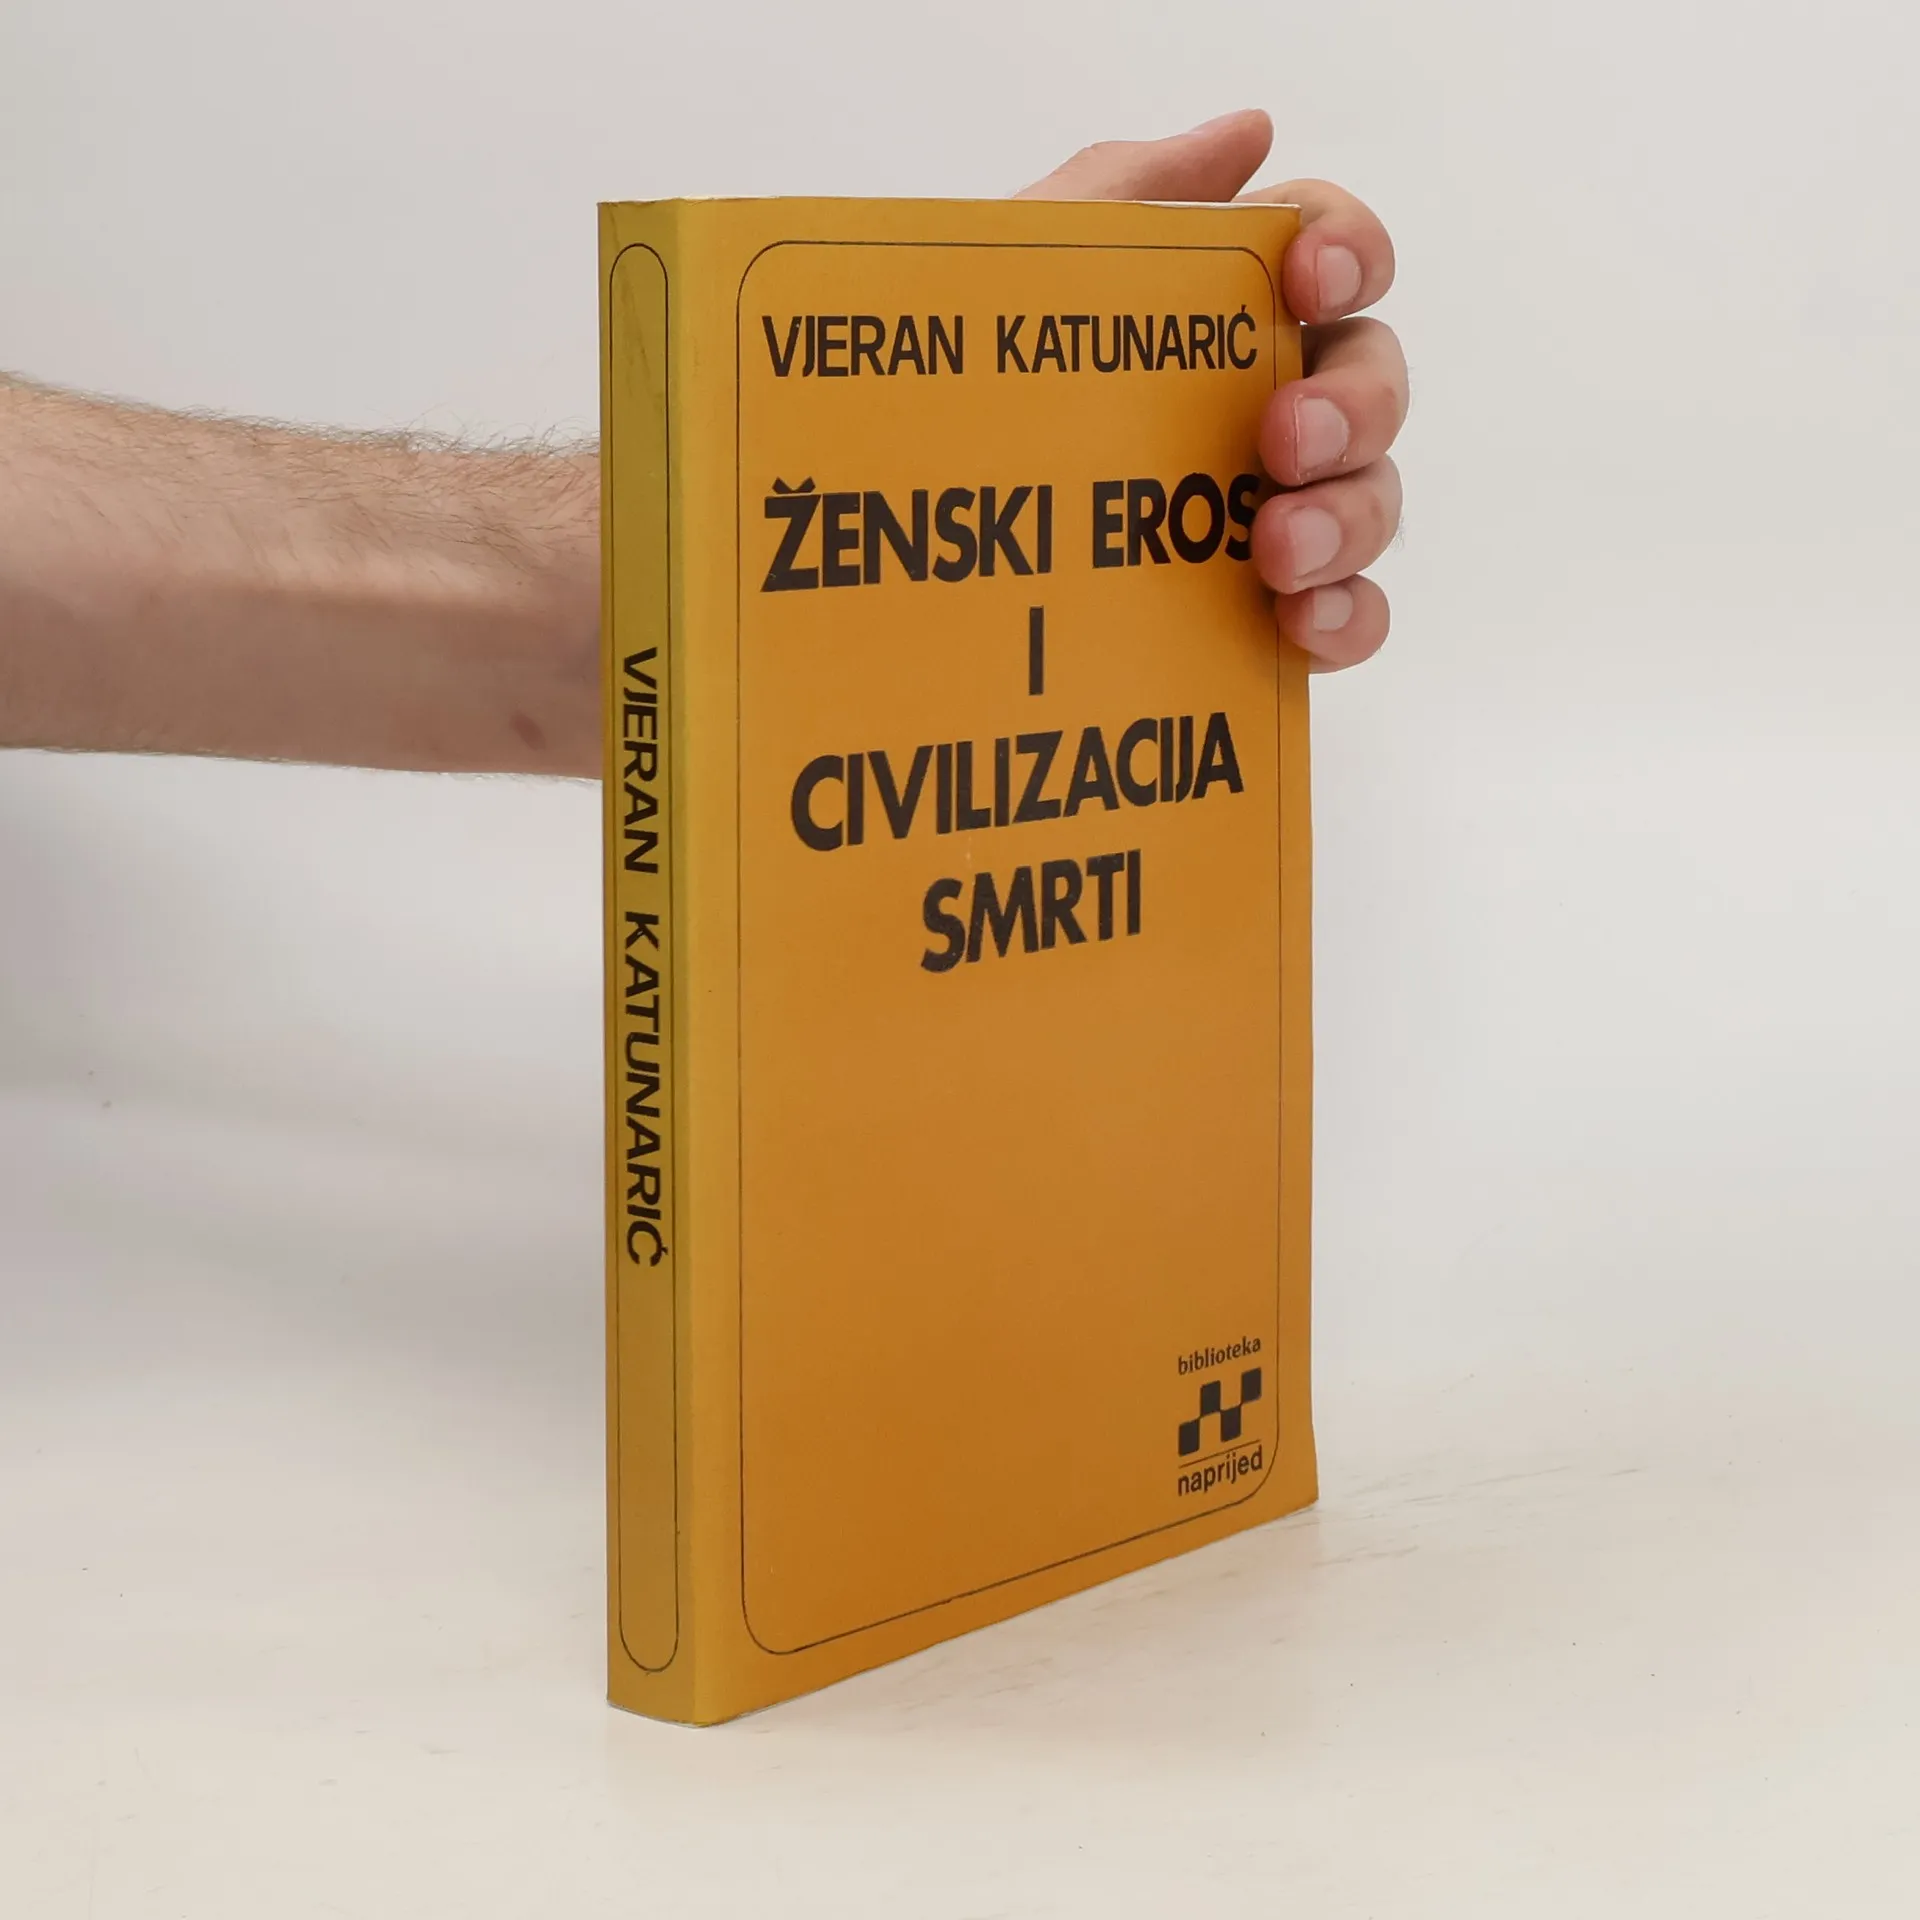 VJERAN KATUNARIĆ
ŽENSKI EROS
I
CIVILIZACIJA
SMRTI
biblioteka
naprijed
VJERAN KATUNARIĆ